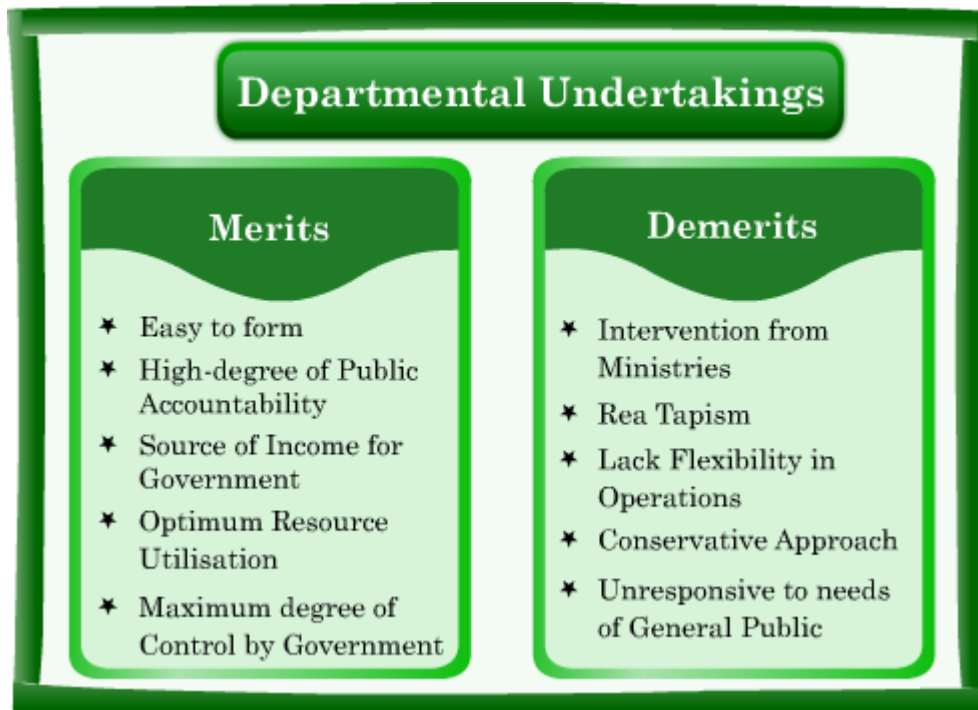 Departmental Undertakings
Merits
Easy to form
High-degree of Public
Accountability
Source of Income for
Government
Optimum Resource
Utilisation
Maximum degree of
Control by Government
Demerits
Intervention from
Ministries
Rea Tapism
Lack Flexibility in
Operations
Conservative Approach
Unresponsive to needs
of General Public